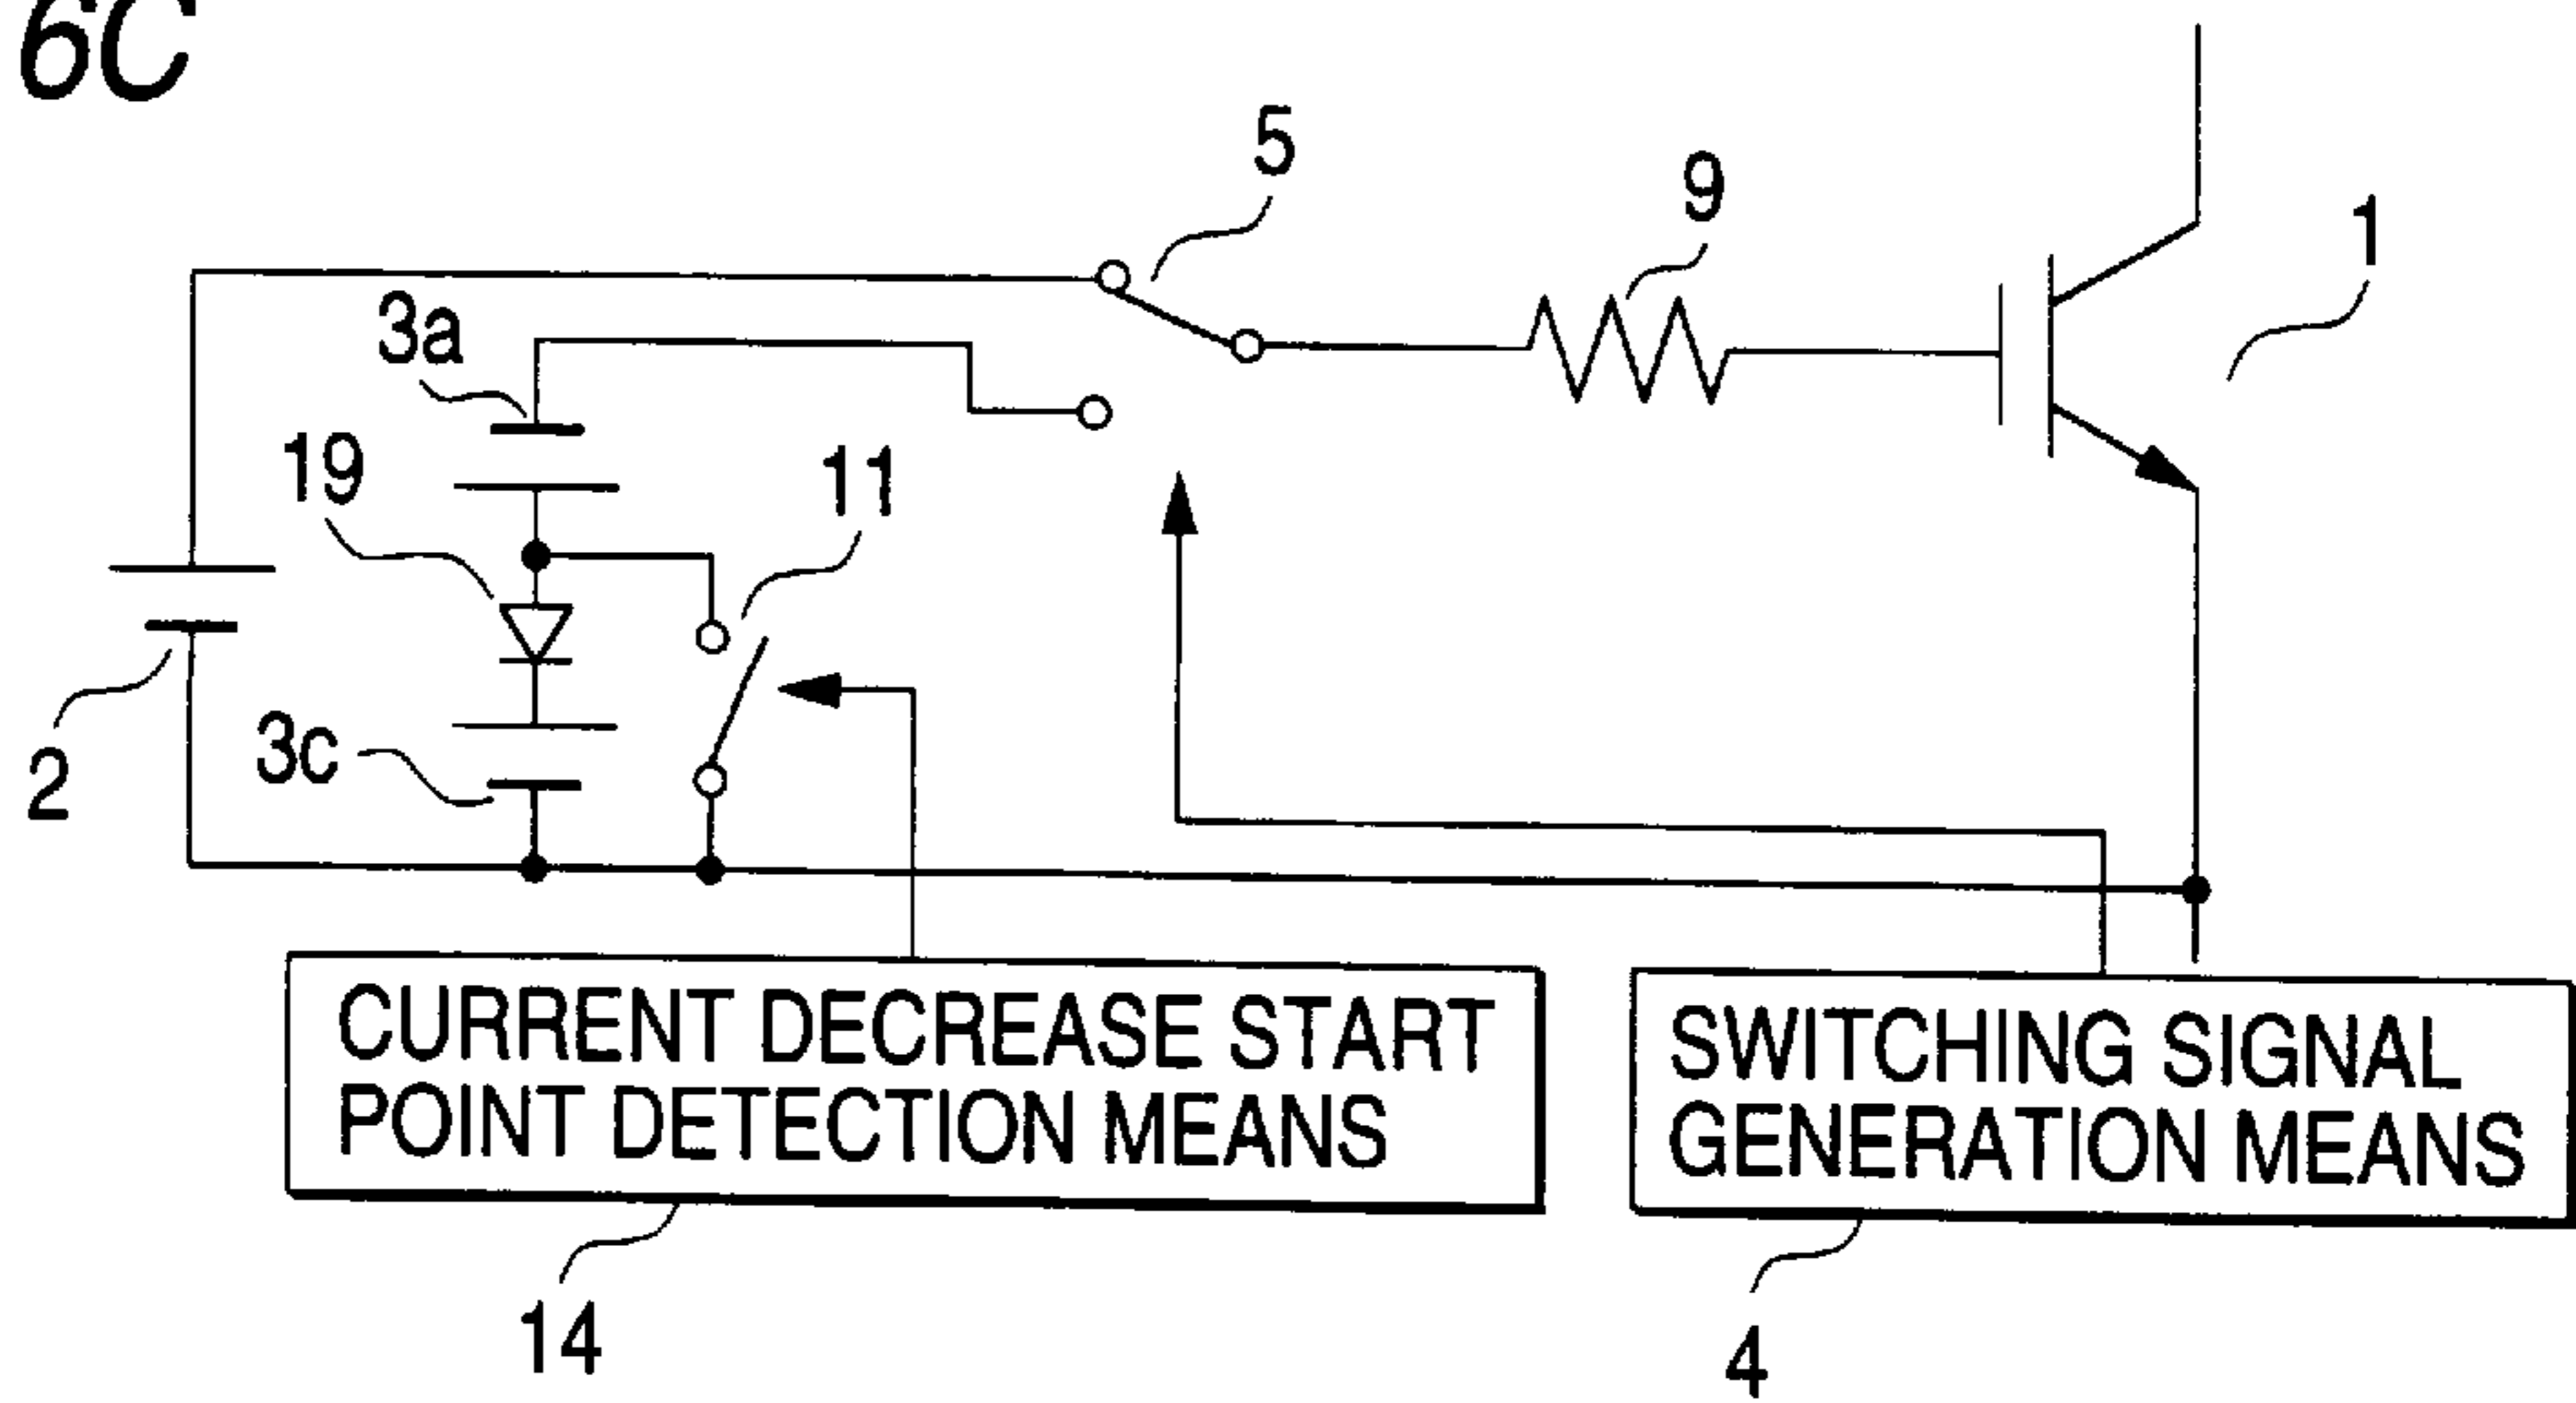 6C
5
9
1
3a
19
11
2
3c
CURRENT DECREASE START
POINT DETECTION MEANS
SWITCHING SIGNAL
GENERATION MEANS
14
4